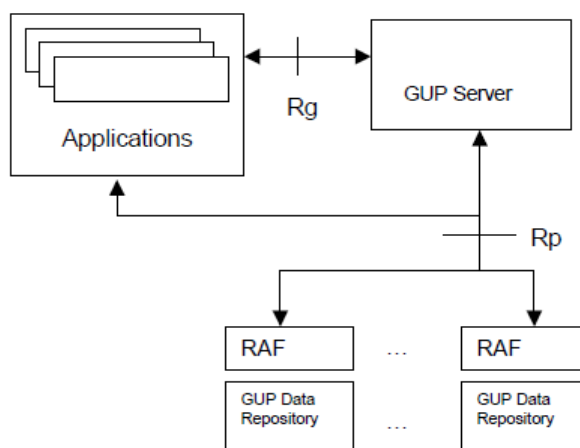 GUP Server
Rg
Applications
Rp
RAF
...
RAF
GUP Data
Repository
...
GUP Data
Repository